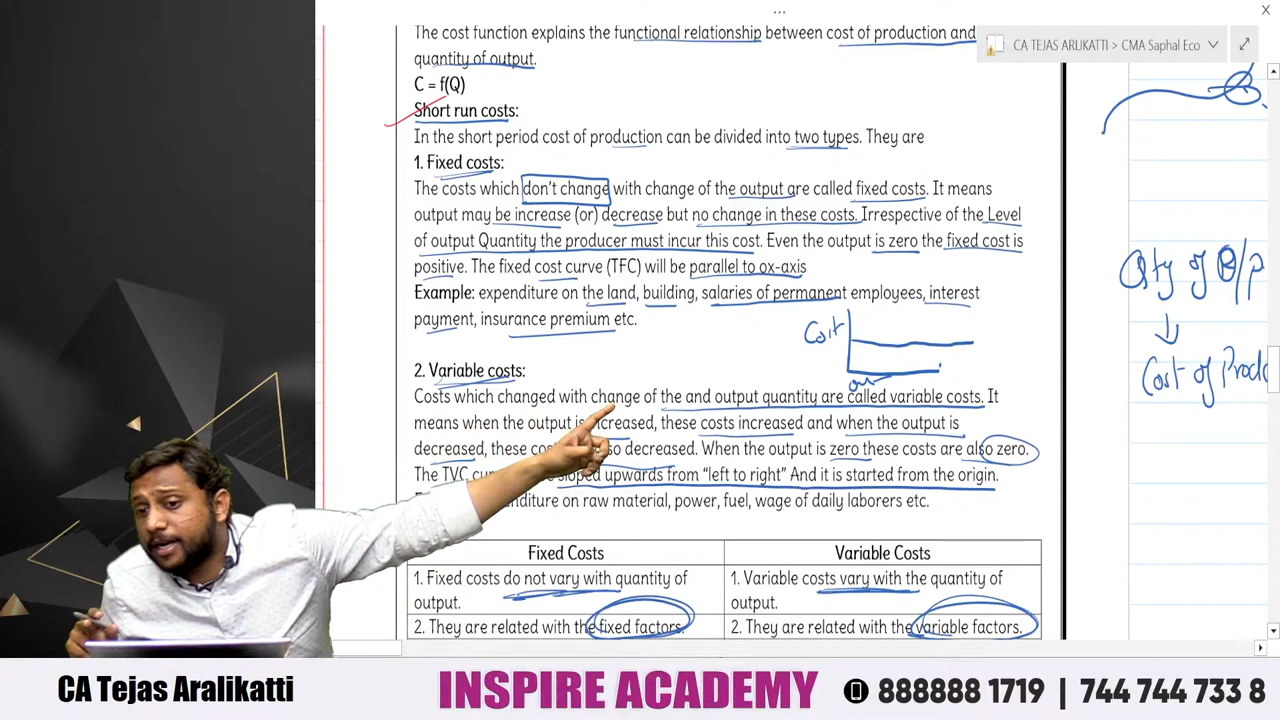 The cost function explains the functional relationship between cost of production and
quantity of output.
C = f(Q)
Short run costs:
In the short period cost of production can be divided into two types. They are
1. Fixed costs:
The costs which don't change with change of the output are called fixed costs. It means
output may be increase (or) decrease but no change in these costs. Irrespective of the Level
of output Quantity the producer must incur this cost. Even the output is zero the fixed cost is
positive. The fixed cost curve (TFC) will be parallel to ox-axis
Example: expenditure on the land, building, salaries of permanent employees, interest
payment, insurance premium etc.
Cost
2. Variable costs:
Costs which changed with change of the and output quantity are called variable costs. It
means when the output is increased, these costs increased and when the output is
decreased, these so decreased. When the output is zero these costs are also zero.
The TVC sloped upwards from "left to right" And it is started from the origin.
on raw material, power, fuel, wage of daily laborers etc.
Fixed Costs
Variable Costs
1. Fixed costs do not vary with quantity of
output.
1. Variable costs vary with the quantity of
output.
2. They are related with the fixed factors.
2. They are related with the variable factors.
CA TEJAS ARLIKATTI > CMA Saphal Eco
Qty of
Cost of
CA Tejas Aralikatti
INSPIRE ACADEMY
888888 1719 | 744 744 733 8